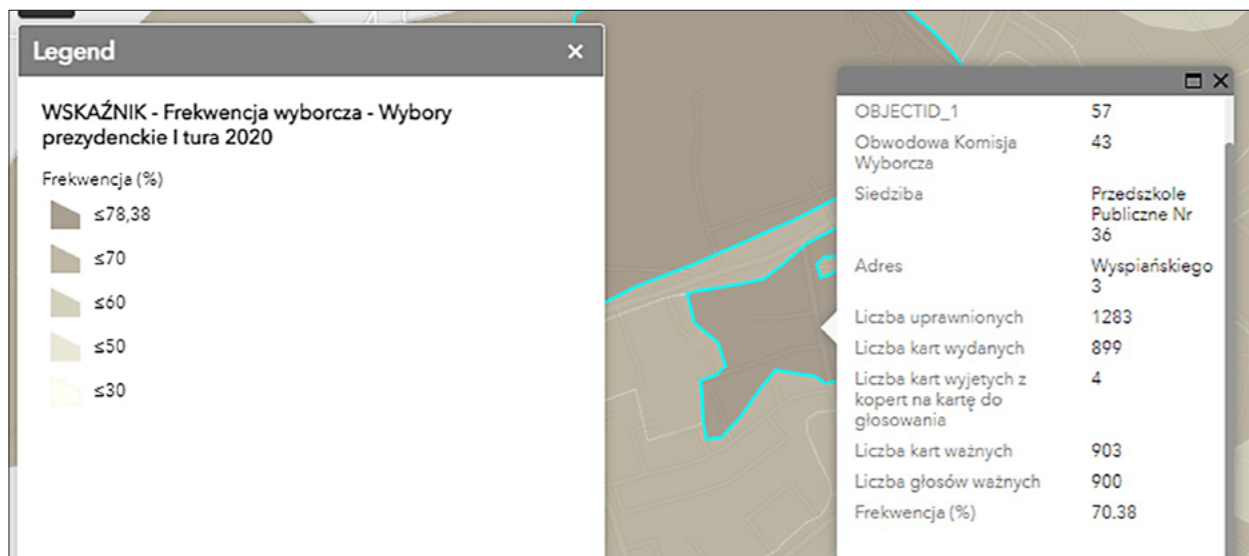 Legend
WSKAŹNIK - Frekwencja wyborcza - Wybory
prezydenckie I tura 2020
Frekwencja (%)
≤78,38
≤70
≤60
≤50
≤30
OBJECTID_1 57
Obwodowa Komisja 43
Wyborcza
Siedziba Przedszkole
Publiczne Nr
36
Adres Wyspiańskiego
3
Liczba uprawnionych 1283
Liczba kart wydanych 899
Liczba kart wyjetych z 4
kopert na kartę do
głosowania
Liczba kart ważnych 903
Liczba głosów ważnych 900
Frekwencja (%) 70.38